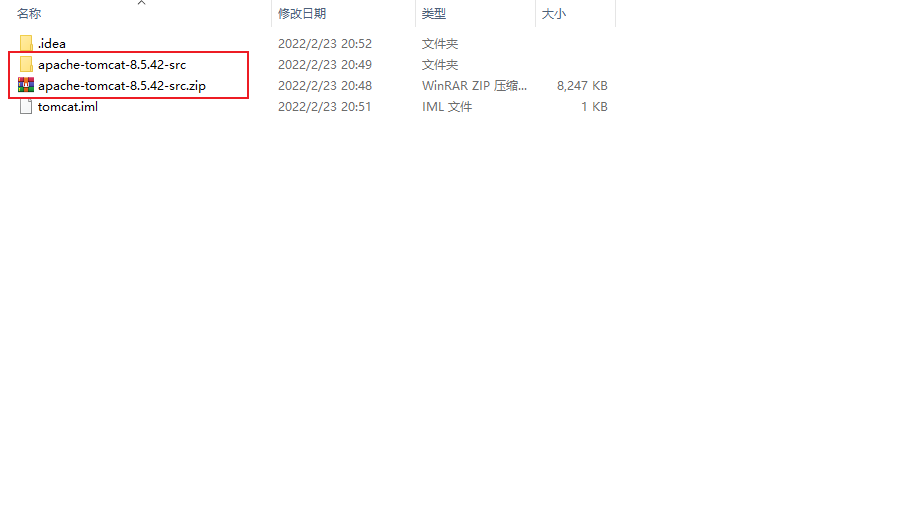 名称 修改日期 类型 大小
.idea 2022/2/23 20:52 文件夹
apache-tomcat-8.5.42-src 2022/2/23 20:49 文件夹
apache-tomcat-8.5.42-src.zip 2022/2/23 20:48 WinRAR ZIP 压缩... 8,247 KB
tomcat.iml 2022/2/23 20:51 IML 文件 1 KB